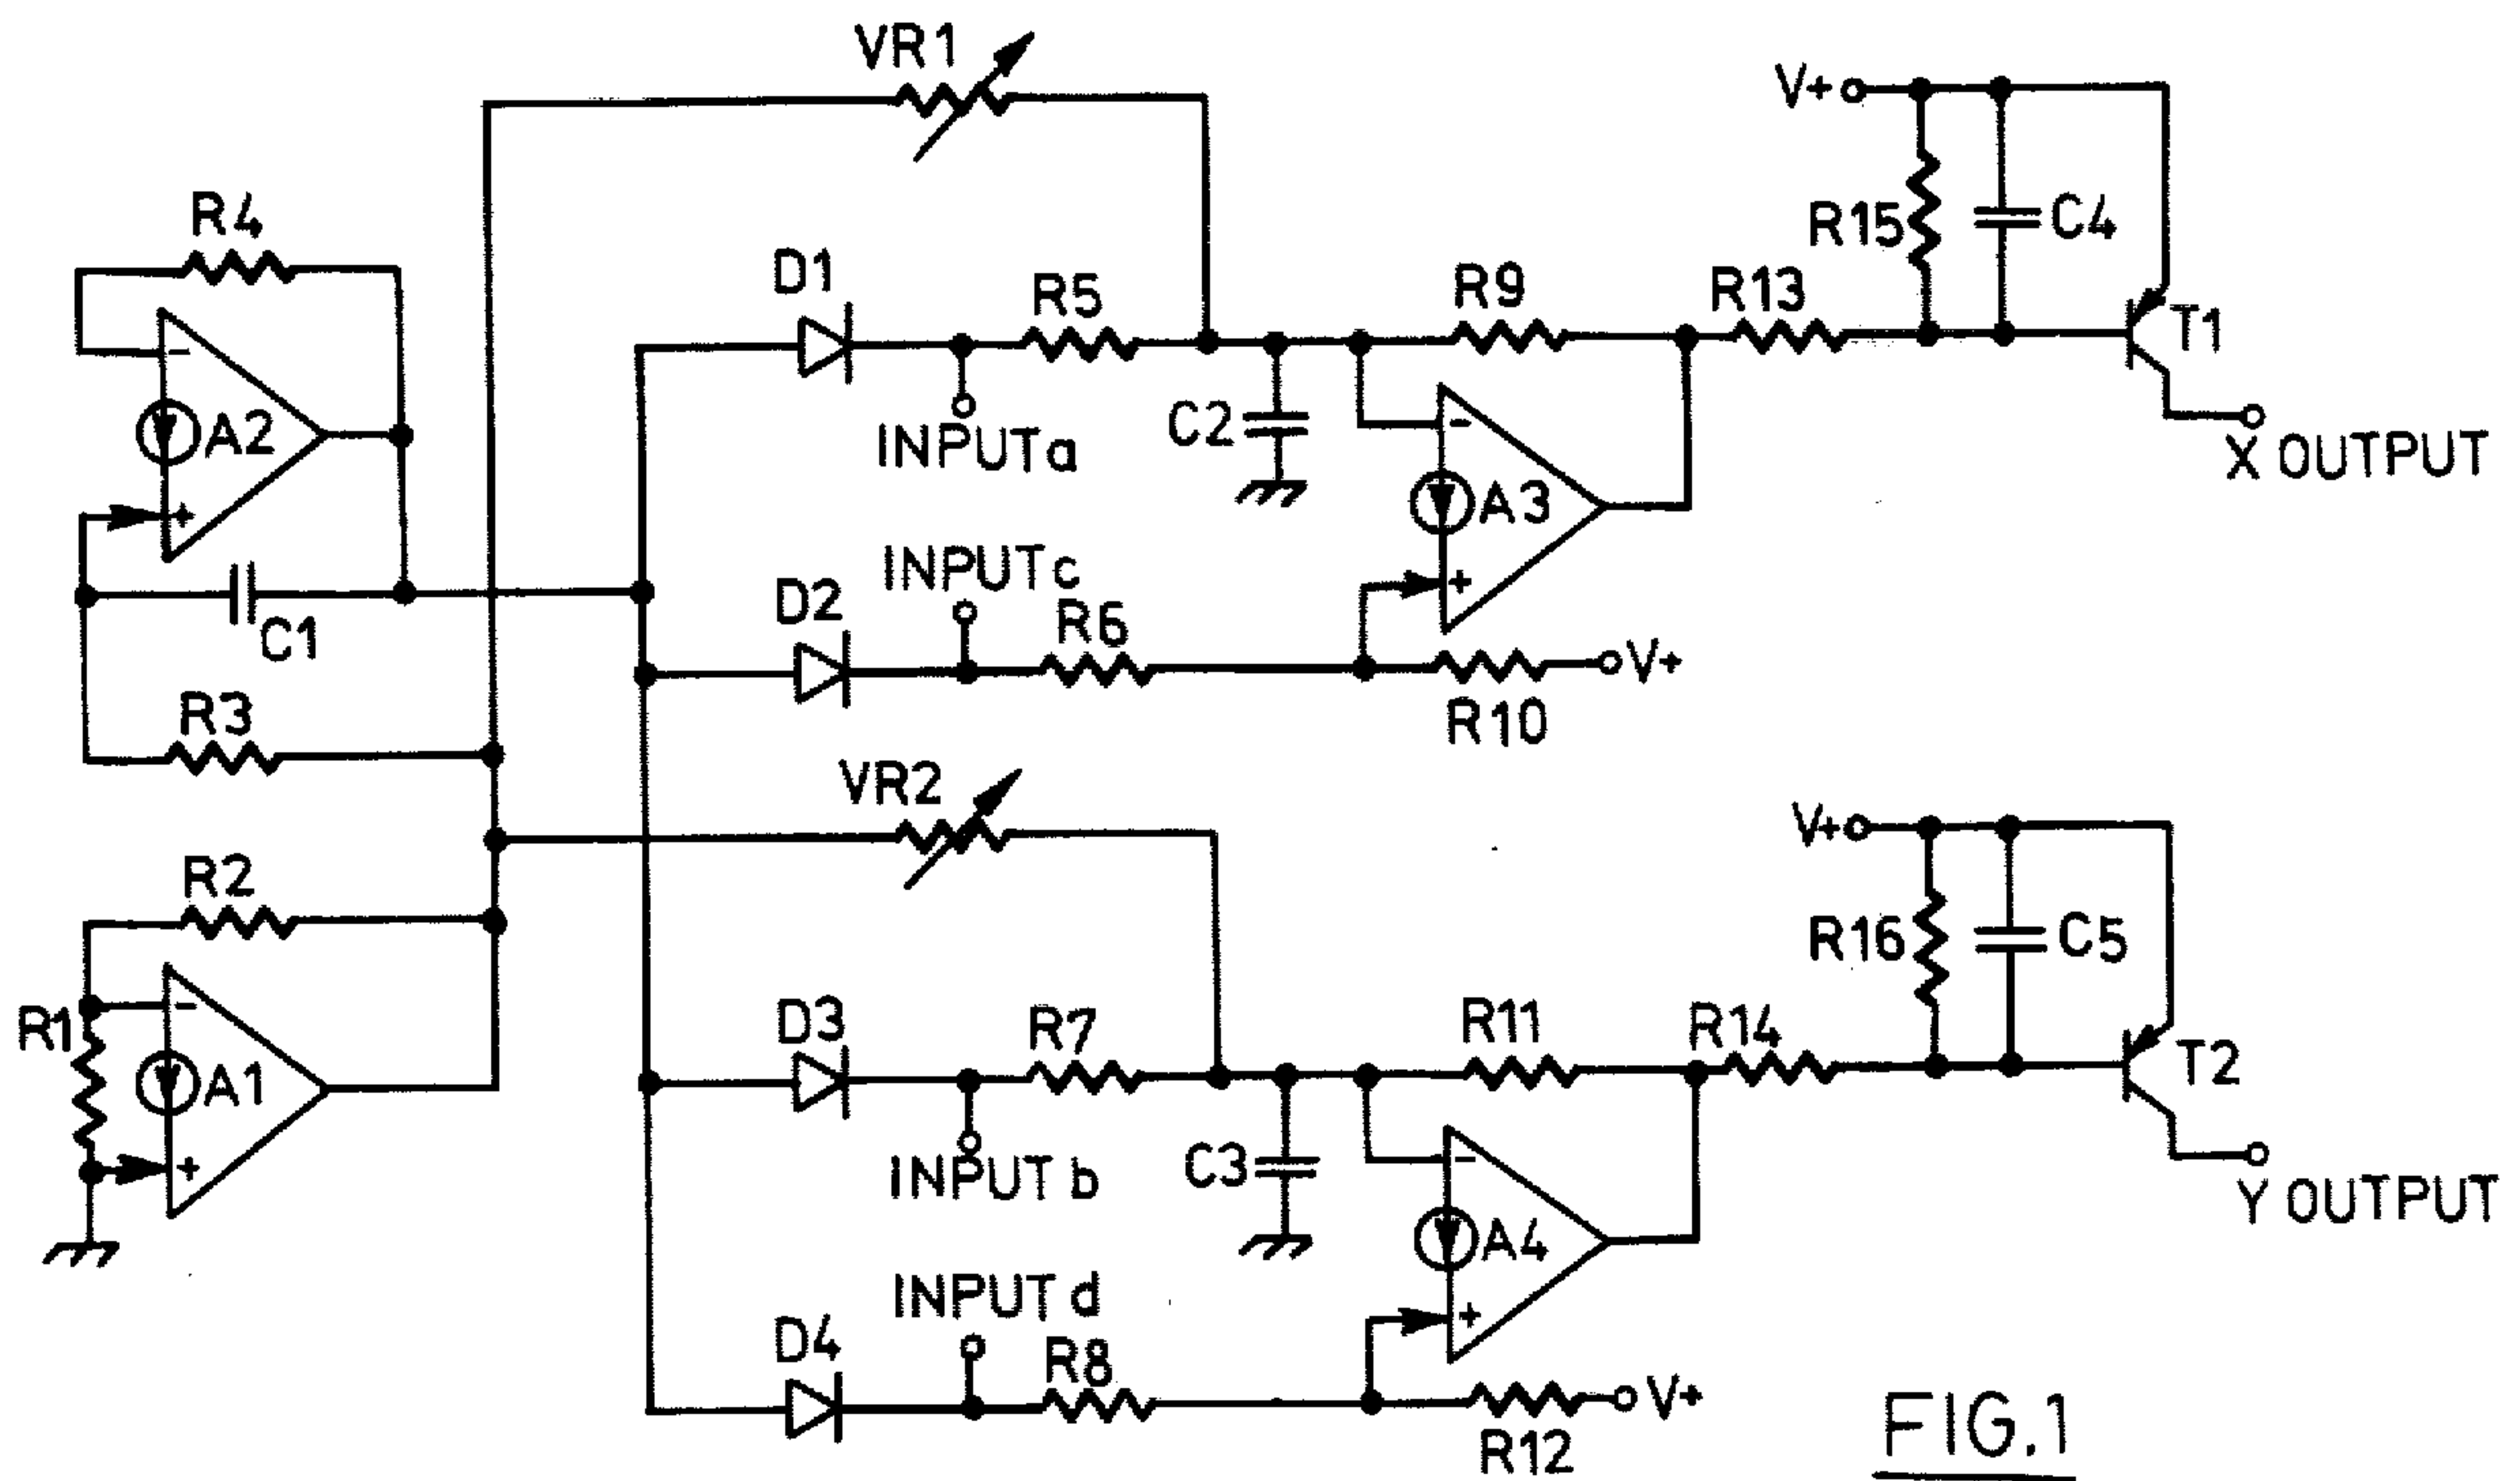 VR1
V+
R4
R15
C4
D1
R5
R9
R13
T1
A2
-
+
INPUT a
C2
-
A3
+
X OUTPUT
INPUT c
C1
D2
R6
V+
R10
R3
VR2
V+
R2
R16
C5
R1
-
A1
+
D3
R7
R11
R14
T2
INPUT b
C3
-
A4
+
Y OUTPUT
INPUT d
D4
R8
V+
R12
FIG.1